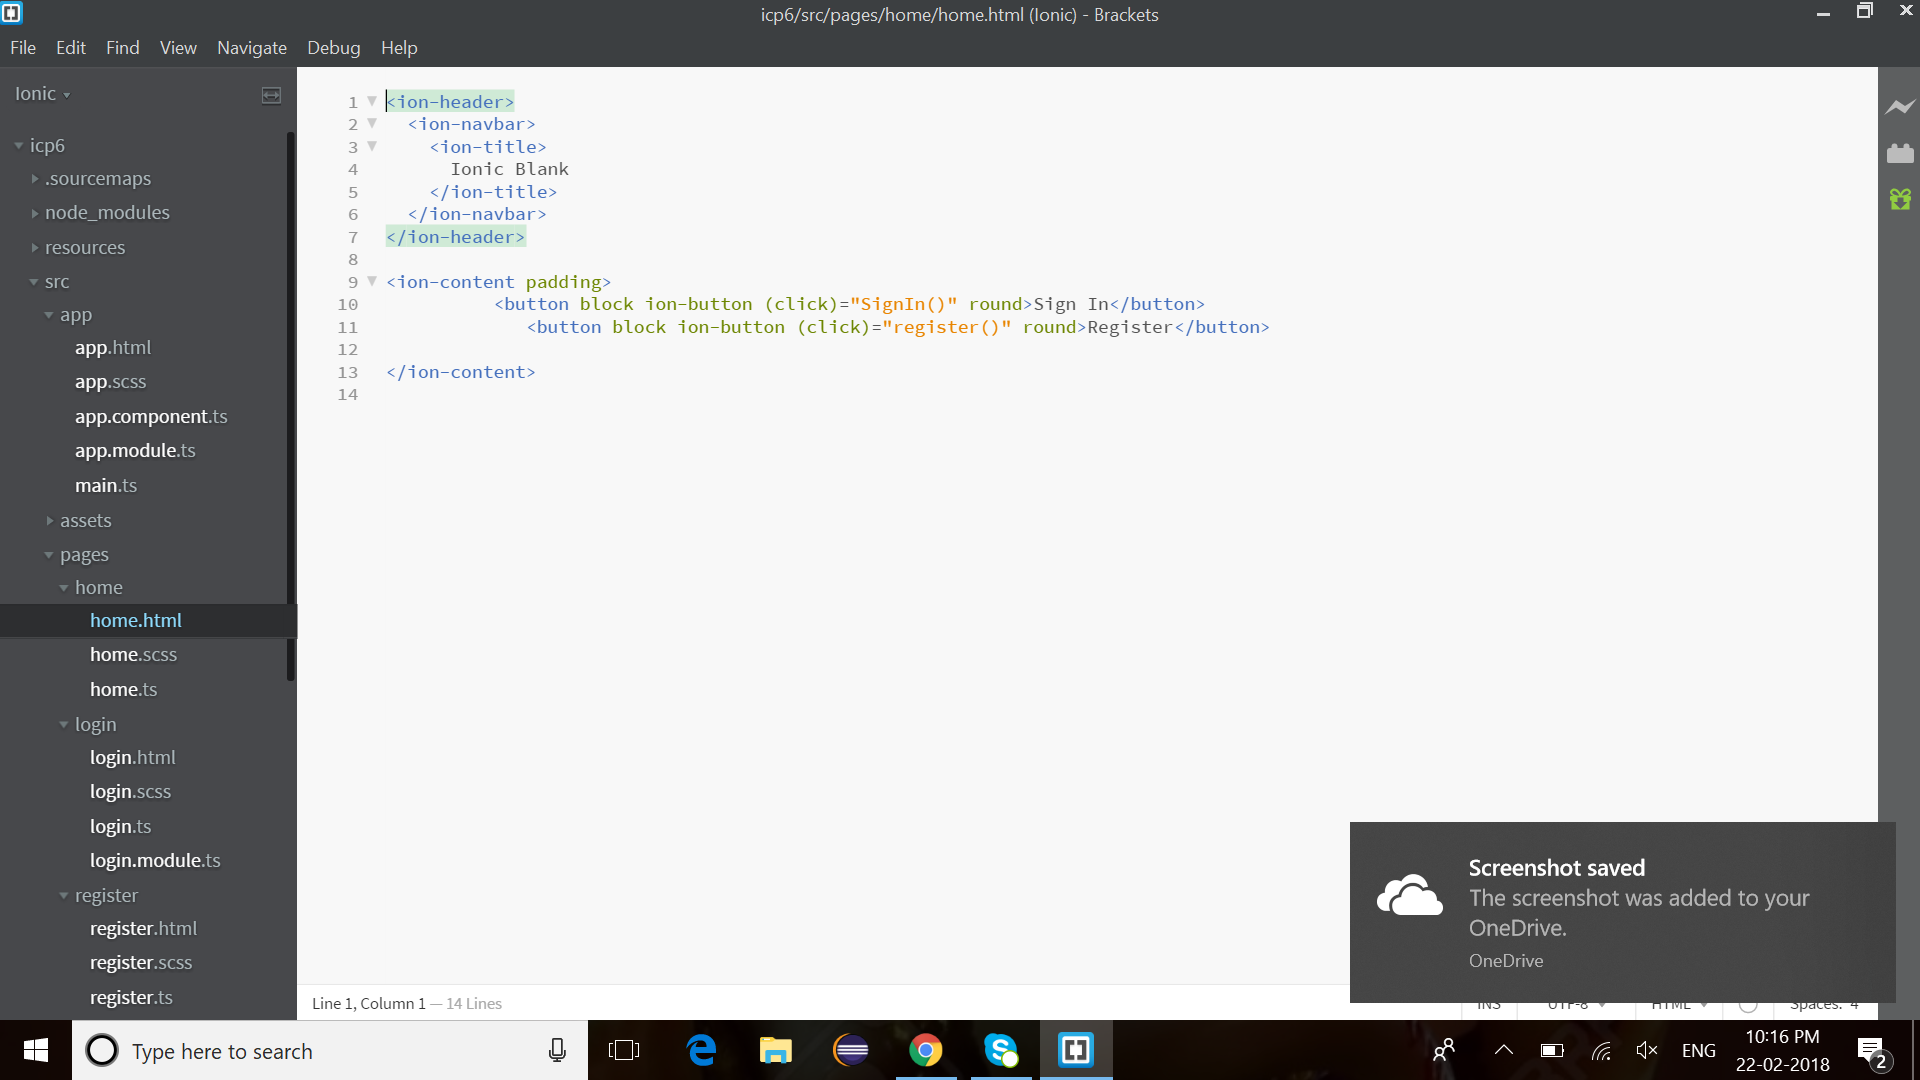 icp6/src/pages/home/home.html (Ionic) - Brackets
File Edit Find View Navigate Debug Help
Ionic
icp6
.sourcemaps
node_modules
resources
src
app
app.html
app.scss
app.component.ts
app.module.ts
main.ts
assets
pages
home
home.html
home.scss
home.ts
login
login.html
login.scss
login.ts
login.module.ts
register
register.html
register.scss
register.ts
1 <ion-header>
2 <ion-navbar>
3 <ion-title>
4 Ionic Blank
5 </ion-title>
6 </ion-navbar>
7 </ion-header>
8
9 <ion-content padding>
10 <button block ion-button (click)="SignIn()" round>Sign In</button>
11 <button block ion-button (click)="register()" round>Register</button>
12
13 </ion-content>
14
Screenshot saved
The screenshot was added to your
OneDrive.
OneDrive
Line 1, Column 1 — 14 Lines
INS UTF-8 HTML Spaces: 4
Type here to search
ENG
10:16 PM
22-02-2018
2